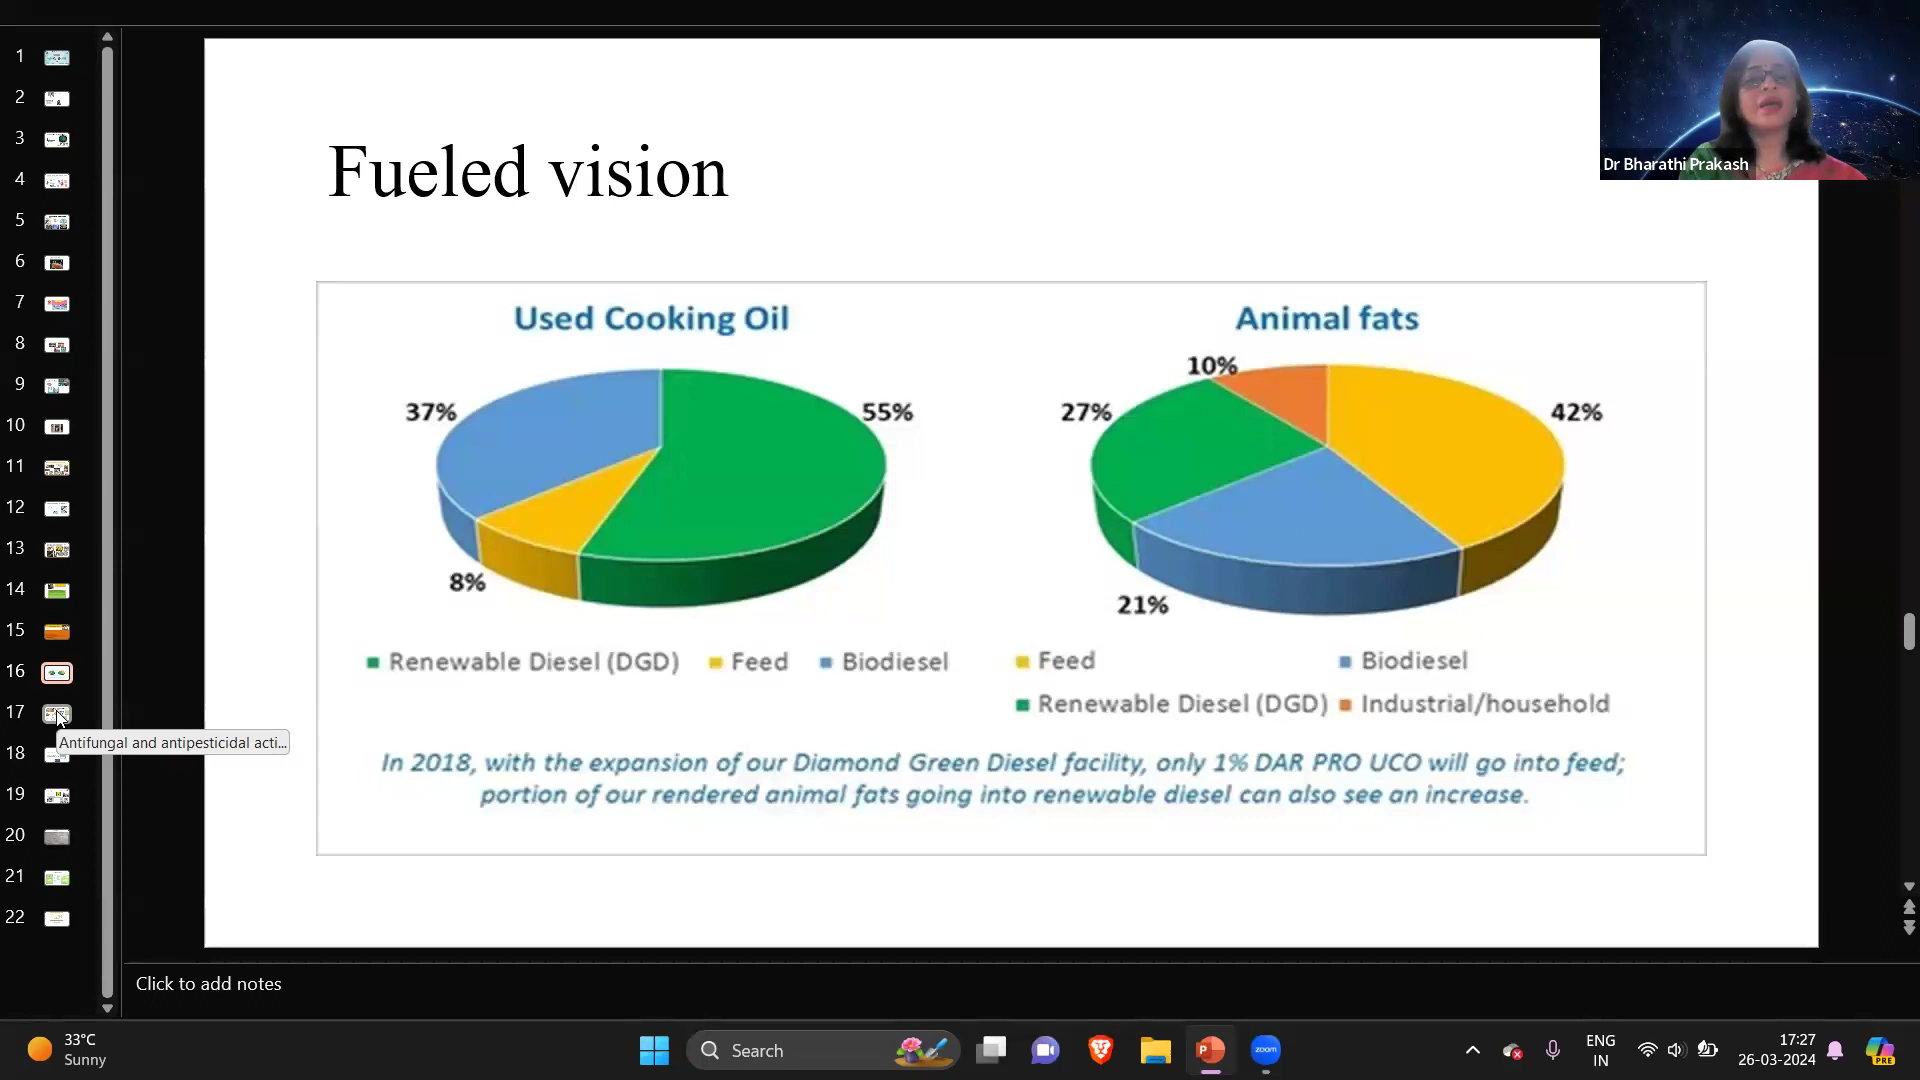 1
2
3
4
5
6
7
8
9
10
11
12
13
14
15
16
17
18
19
20
21
22
Antifungal and antipesticidal acti...
Fueled vision
Used Cooking Oil
37%
55%
8%
Renewable Diesel (DGD) Feed Biodiesel
Animal fats
10%
27%
42%
21%
Feed Biodiesel
Renewable Diesel (DGD) Industrial/household
In 2018, with the expansion of our Diamond Green Diesel facility, only 1% DAR PRO UCO will go into feed;
portion of our rendered animal fats going into renewable diesel can also see an increase.
Dr Bharathi Prakash
Click to add notes
33°C
Sunny
Search
P
zoom
ENG
IN
17:27
26-03-2024
PRE